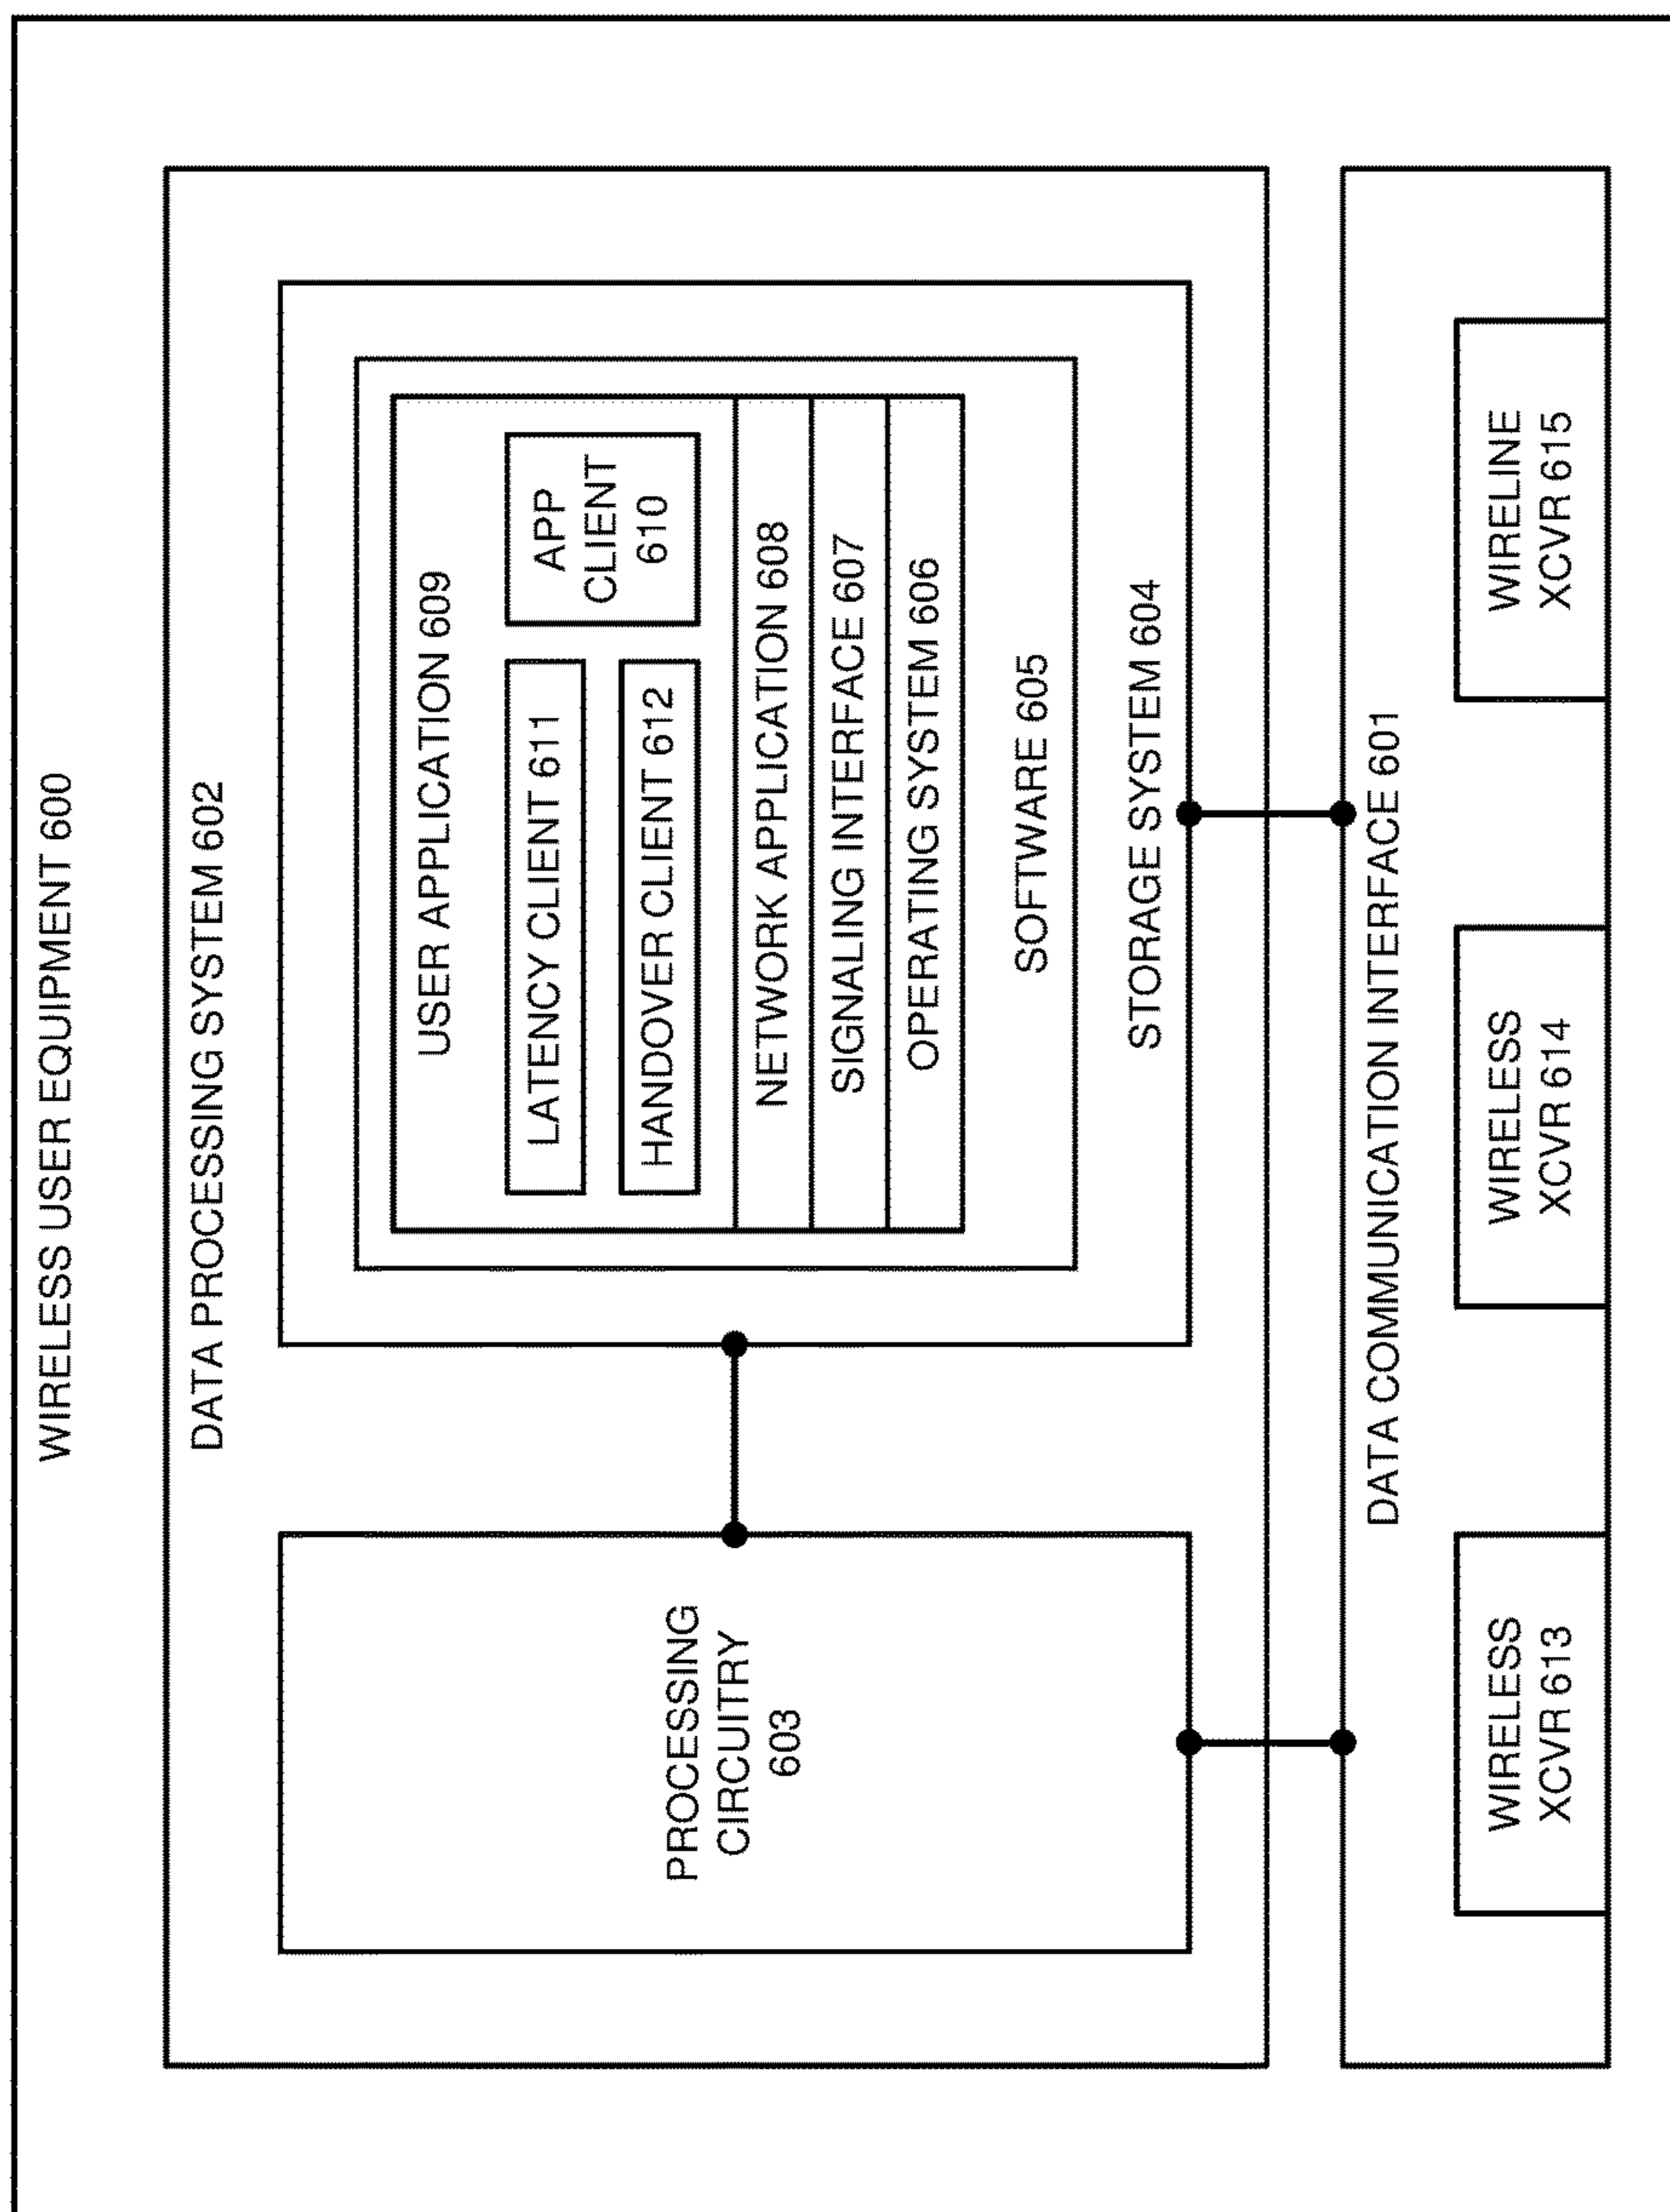 WIRELESS USER EQUIPMENT 600
DATA PROCESSING SYSTEM 602
PROCESSING
CIRCUITRY
603
USER APPLICATION 609
LATENCY CLIENT 611
HANDOVER CLIENT 612
APP
CLIENT
610
NETWORK APPLICATION 608
SIGNALING INTERFACE 607
OPERATING SYSTEM 606
SOFTWARE 605
STORAGE SYSTEM 604
DATA COMMUNICATION INTERFACE 601
WIRELESS
XCVR 613
WIRELESS
XCVR 614
WIRELINE
XCVR 615